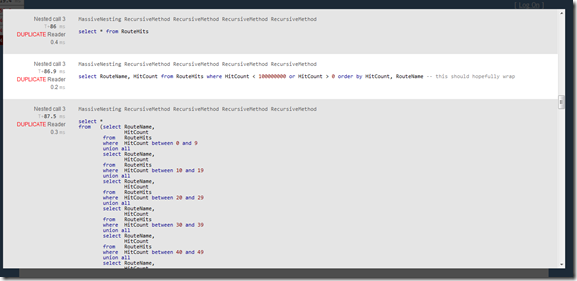 | Log On |
Nested call 3
T+86 ms
DUPLICATE Reader
0.4 ms
MassiveNesting RecursiveMethod RecursiveMethod RecursiveMethod
select * from RouteHits
Nested call 3
T+86.9 ms
DUPLICATE Reader
0.2 ms
MassiveNesting RecursiveMethod RecursiveMethod RecursiveMethod
select RouteName, HitCount from RouteHits where HitCount < 100000000 or HitCount > 0 order by HitCount, RouteName -- this should hopefully wrap
Nested call 3
T+87.5 ms
DUPLICATE Reader
0.3 ms
MassiveNesting RecursiveMethod RecursiveMethod RecursiveMethod
select *
from (select RouteName,
HitCount
from RouteHits
where HitCount between 0 and 9
union all
select RouteName,
HitCount
from RouteHits
where HitCount between 10 and 19
union all
select RouteName,
HitCount
from RouteHits
where HitCount between 20 and 29
union all
select RouteName,
HitCount
from RouteHits
where HitCount between 30 and 39
union all
select RouteName,
HitCount
from RouteHits
where HitCount between 40 and 49
union all
select RouteName,
HitCount